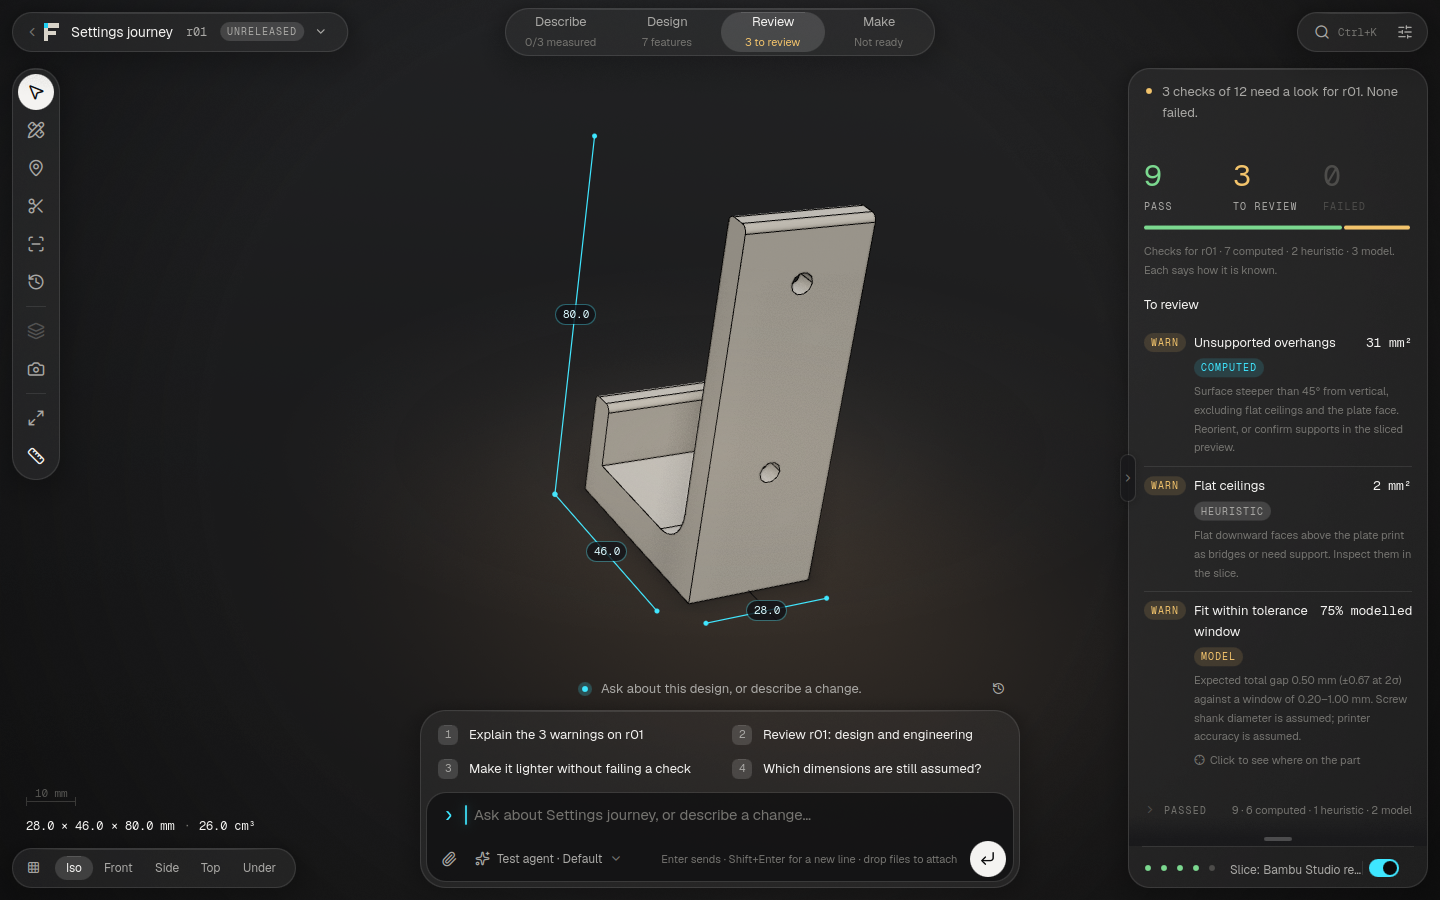 Settings journey r01 UNRELEASED
Describe
0/3 measured
Design
7 features
Review
3 to review
Make
Not ready
Ctrl+K
80.0
46.0
28.0
3 checks of 12 need a look for r01. None
failed.
9
PASS
3
TO REVIEW
0
FAILED
Checks for r01 · 7 computed · 2 heuristic · 3 model.
Each says how it is known.
To review
WARN Unsupported overhangs 31 mm²
COMPUTED
Surface steeper than 45° from vertical,
excluding flat ceilings and the plate face.
Reorient, or confirm supports in the sliced
preview.
WARN Flat ceilings 2 mm²
HEURISTIC
Flat downward faces above the plate print
as bridges or need support. Inspect them in
the slice.
WARN Fit within tolerance 75% modelled
window
MODEL
Expected total gap 0.50 mm (±0.67 at 2σ)
against a window of 0.20–1.00 mm. Screw
shank diameter is assumed; printer
accuracy is assumed.
Click to see where on the part
PASSED 9 · 6 computed · 1 heuristic · 2 model
Slice: Bambu Studio re…
Ask about this design, or describe a change.
1 Explain the 3 warnings on r01
2 Review r01: design and engineering
3 Make it lighter without failing a check
4 Which dimensions are still assumed?
Ask about Settings journey, or describe a change…
Test agent · Default
Enter sends · Shift+Enter for a new line · drop files to attach
10 mm
28.0 × 46.0 × 80.0 mm · 26.0 cm³
Iso Front Side Top Under